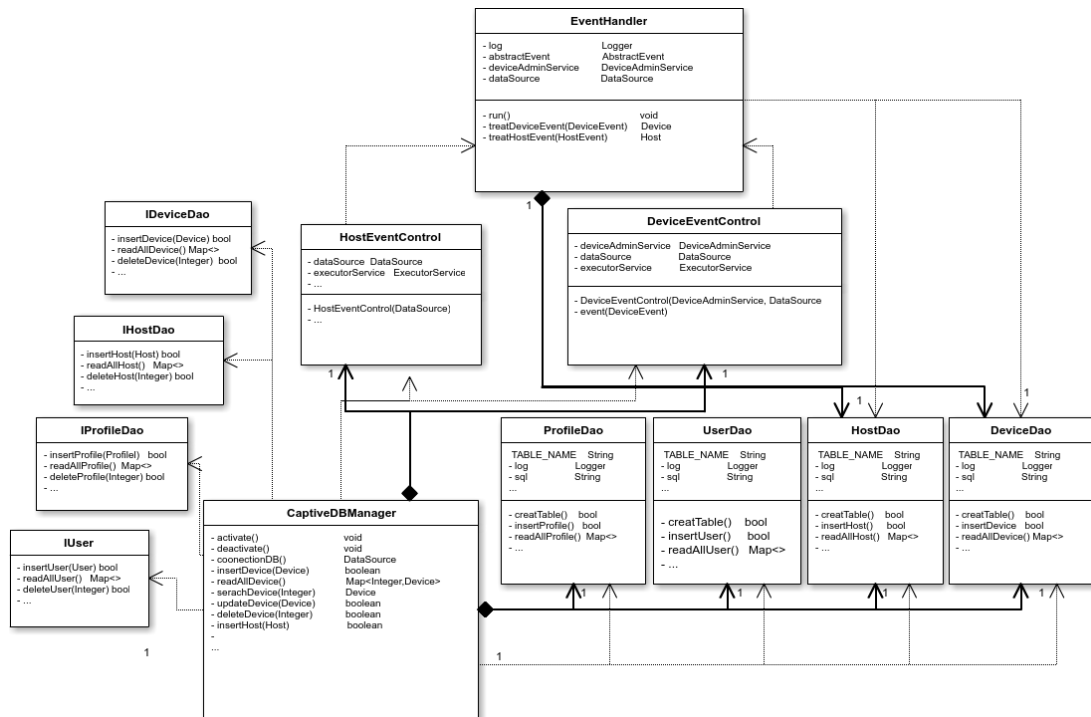 EventHandler
- log Logger
- abstractEvent AbstractEvent
- deviceAdminService DeviceAdminService
- dataSource DataSource
- run() void
- treatDeviceEvent(DeviceEvent) Device
- treatHostEvent(HostEvent) Host
1
IDeviceDao
- insertDevice(Device) bool
- readAllDevice() Map<>
- deleteDevice(Integer) bool
- ...
HostEventControl
- dataSource DataSource
- executorService ExecutorService
- ...
- HostEventControl(DataSource)
- ...
1
DeviceEventControl
- deviceAdminService DeviceAdminService
- dataSource DataSource
- executorService ExecutorService
- DeviceEventControl(DeviceAdminService, DataSource
- event(DeviceEvent)
1
1
1
IHostDao
- insertHost(Host) bool
- readAllHost() Map<>
- deleteHost(Integer) bool
- ...
IProfileDao
- insertProfile(Profilel) bool
- readAllProfile() Map<>
- deleteProfile(Integer) bool
- ...
ProfileDao
TABLE_NAME String
- log Logger
- sql String
...
- creatTable() bool
- insertProfile() bool
- readAllProfile() Map<>
- ...
1
UserDao
TABLE_NAME String
- log Logger
- sql String
...
- creatTable() bool
- insertUser() bool
- readAllUser() Map<>
- ...
1
HostDao
TABLE_NAME String
- log Logger
- sql String
...
- creatTable() bool
- insertHost() bool
- readAllHost() Map<>
- ...
1
DeviceDao
TABLE_NAME String
- log Logger
- sql String
...
- creatTable() bool
- insertDevice bool
- readAllDevice() Map<>
- ...
1
IUser
- insertUser(User) bool
- readAllUser() Map<>
- deleteUser(Integer) bool
- ...
1
CaptiveDBManager
- activate() void
- deactivate() void
- coonectionDB() DataSource
- insertDevice(Device) boolean
- readAllDevice() Map<Integer,Device>
- serachDevice(Integer) Device
- updateDevice(Device) boolean
- deleteDevice(Integer) boolean
- insertHost(Host) boolean
-
...
1